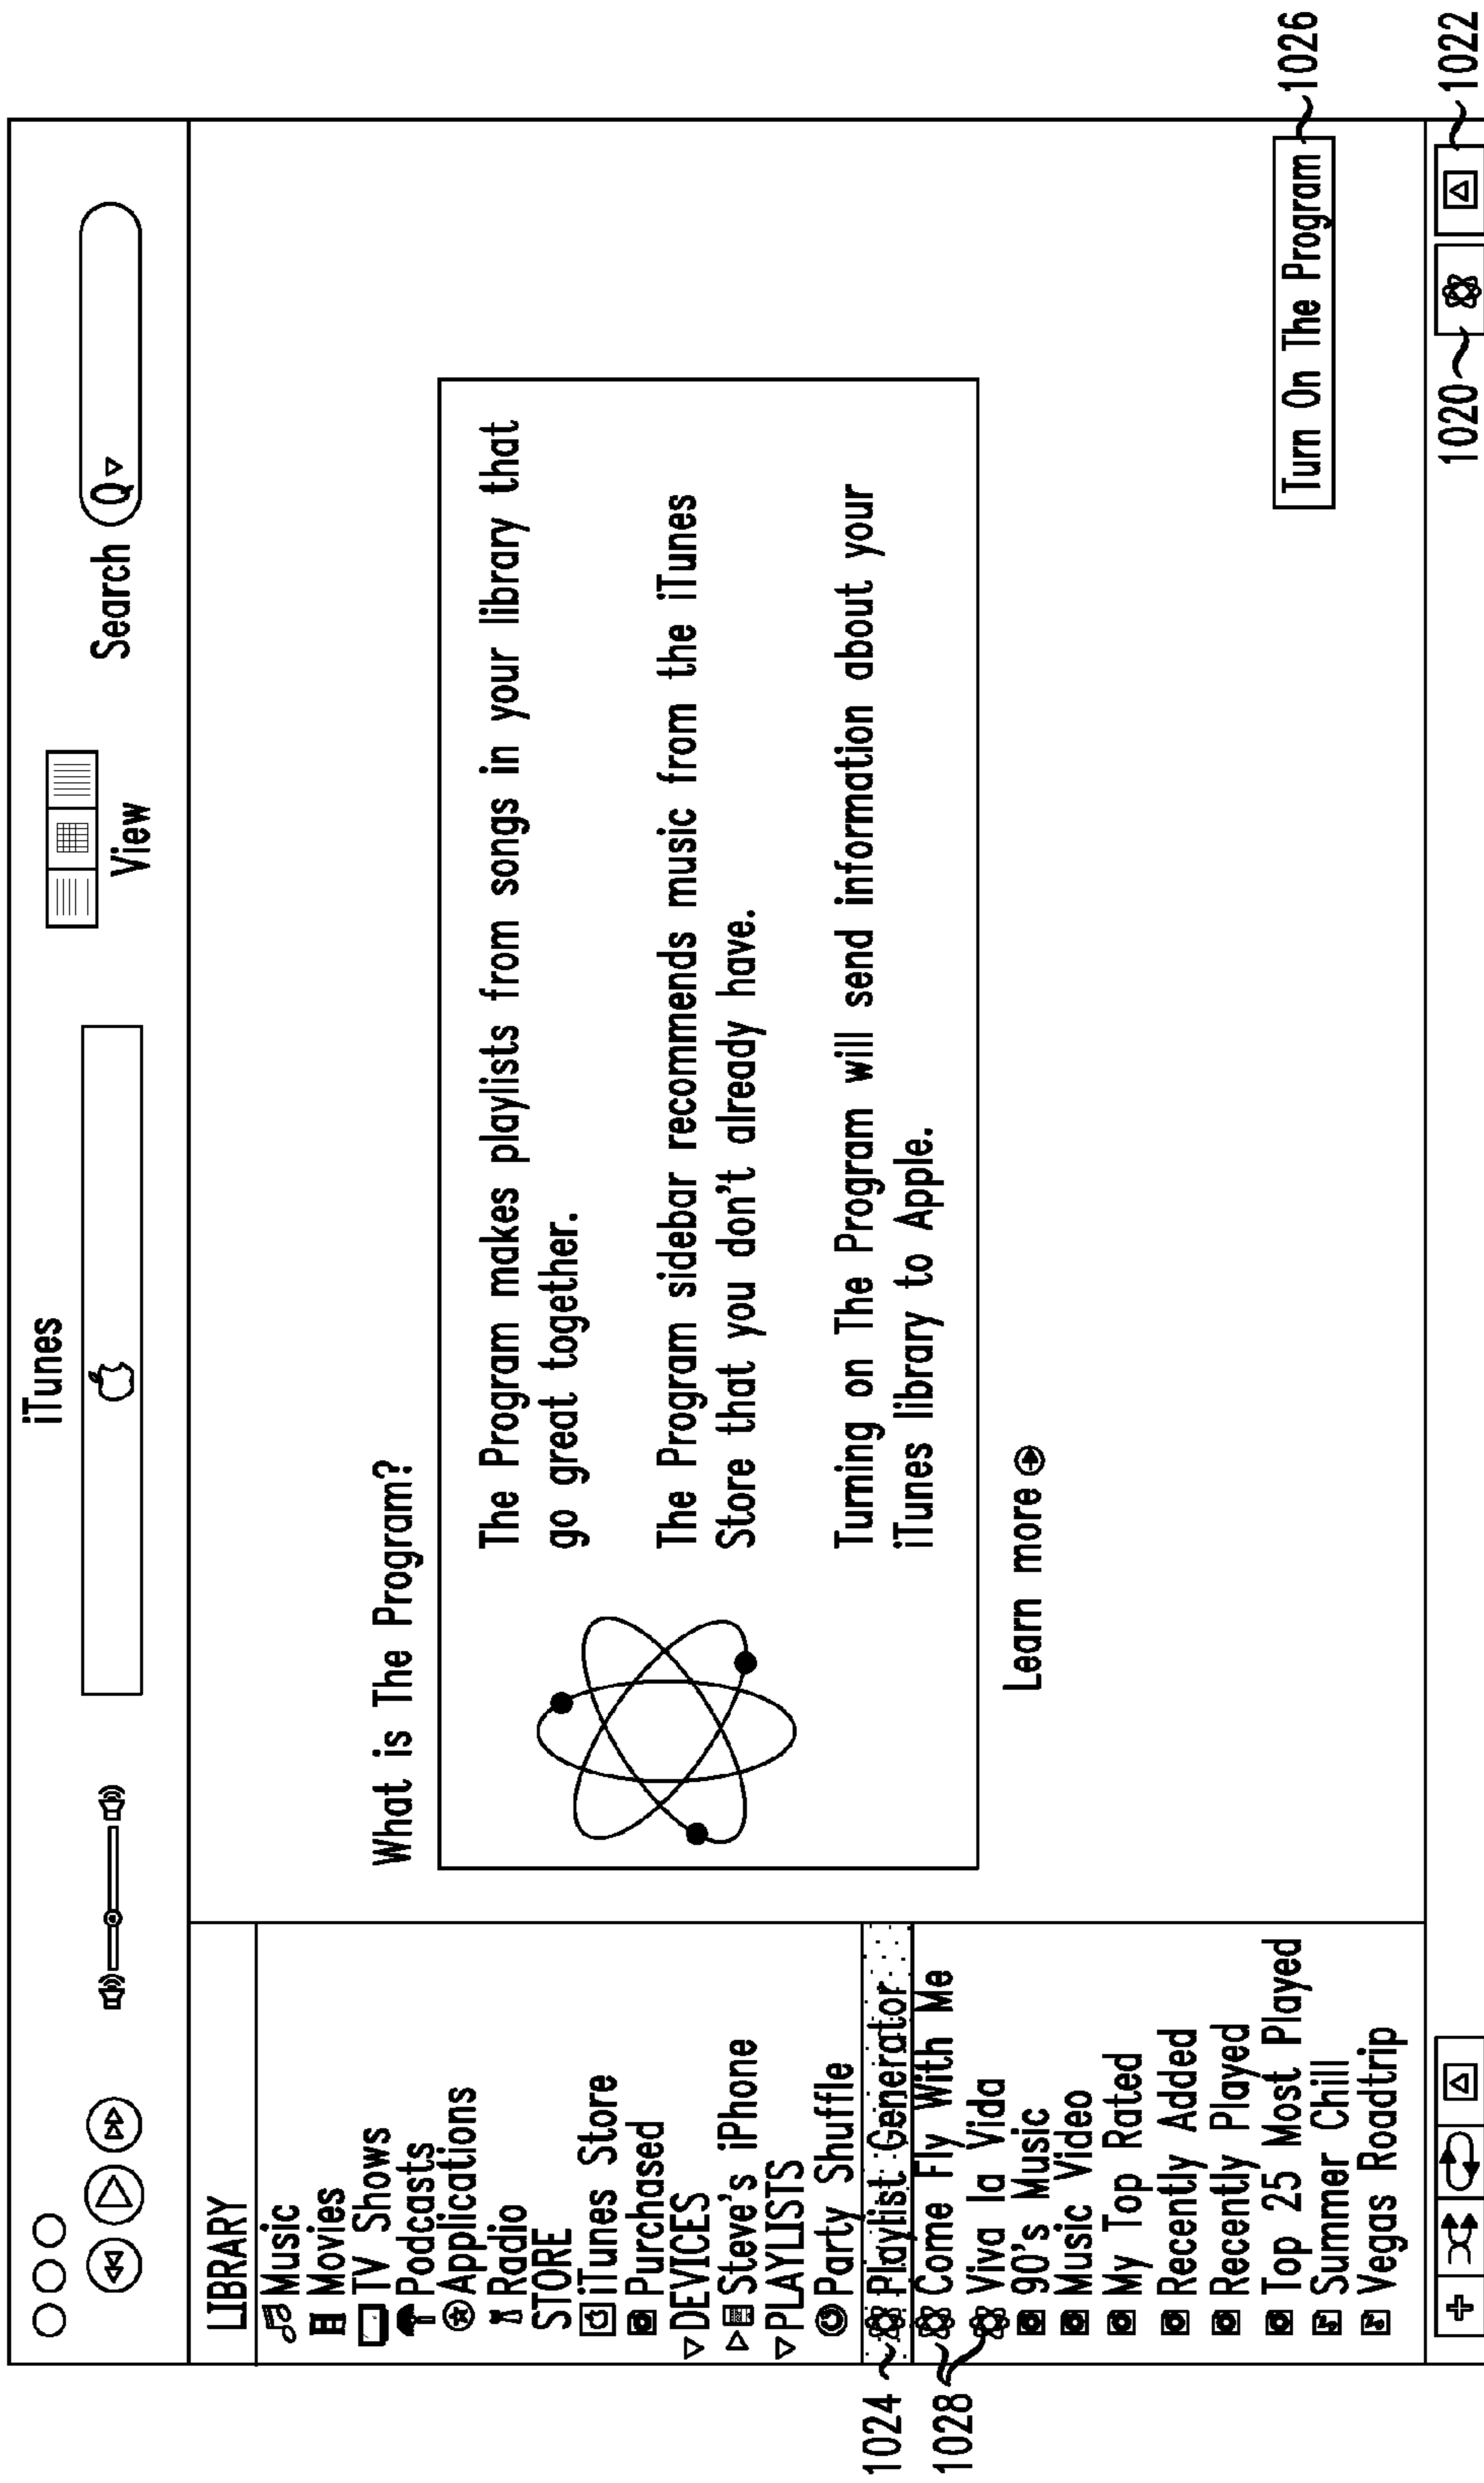 iTunes
View
Search Q
LIBRARY
Music
Movies
TV Shows
Podcasts
Applications
Radio
STORE
iTunes Store
Purchased
DEVICES
Steve's iPhone
PLAYLISTS
Party Shuffle
1024 Playlist Generator
1028 Come Fly With Me
Viva la Vida
90's Music
Music Video
My Top Rated
Recently Added
Recently Played
Top 25 Most Played
Summer Chill
Vegas Roadtrip
What is The Program?
The Program makes playlists from songs in your library that
go great together.
The Program sidebar recommends music from the iTunes
Store that you don't already have.
Turning on The Program will send information about your
iTunes library to Apple.
Learn more
Turn On The Program 1026
1020
1022